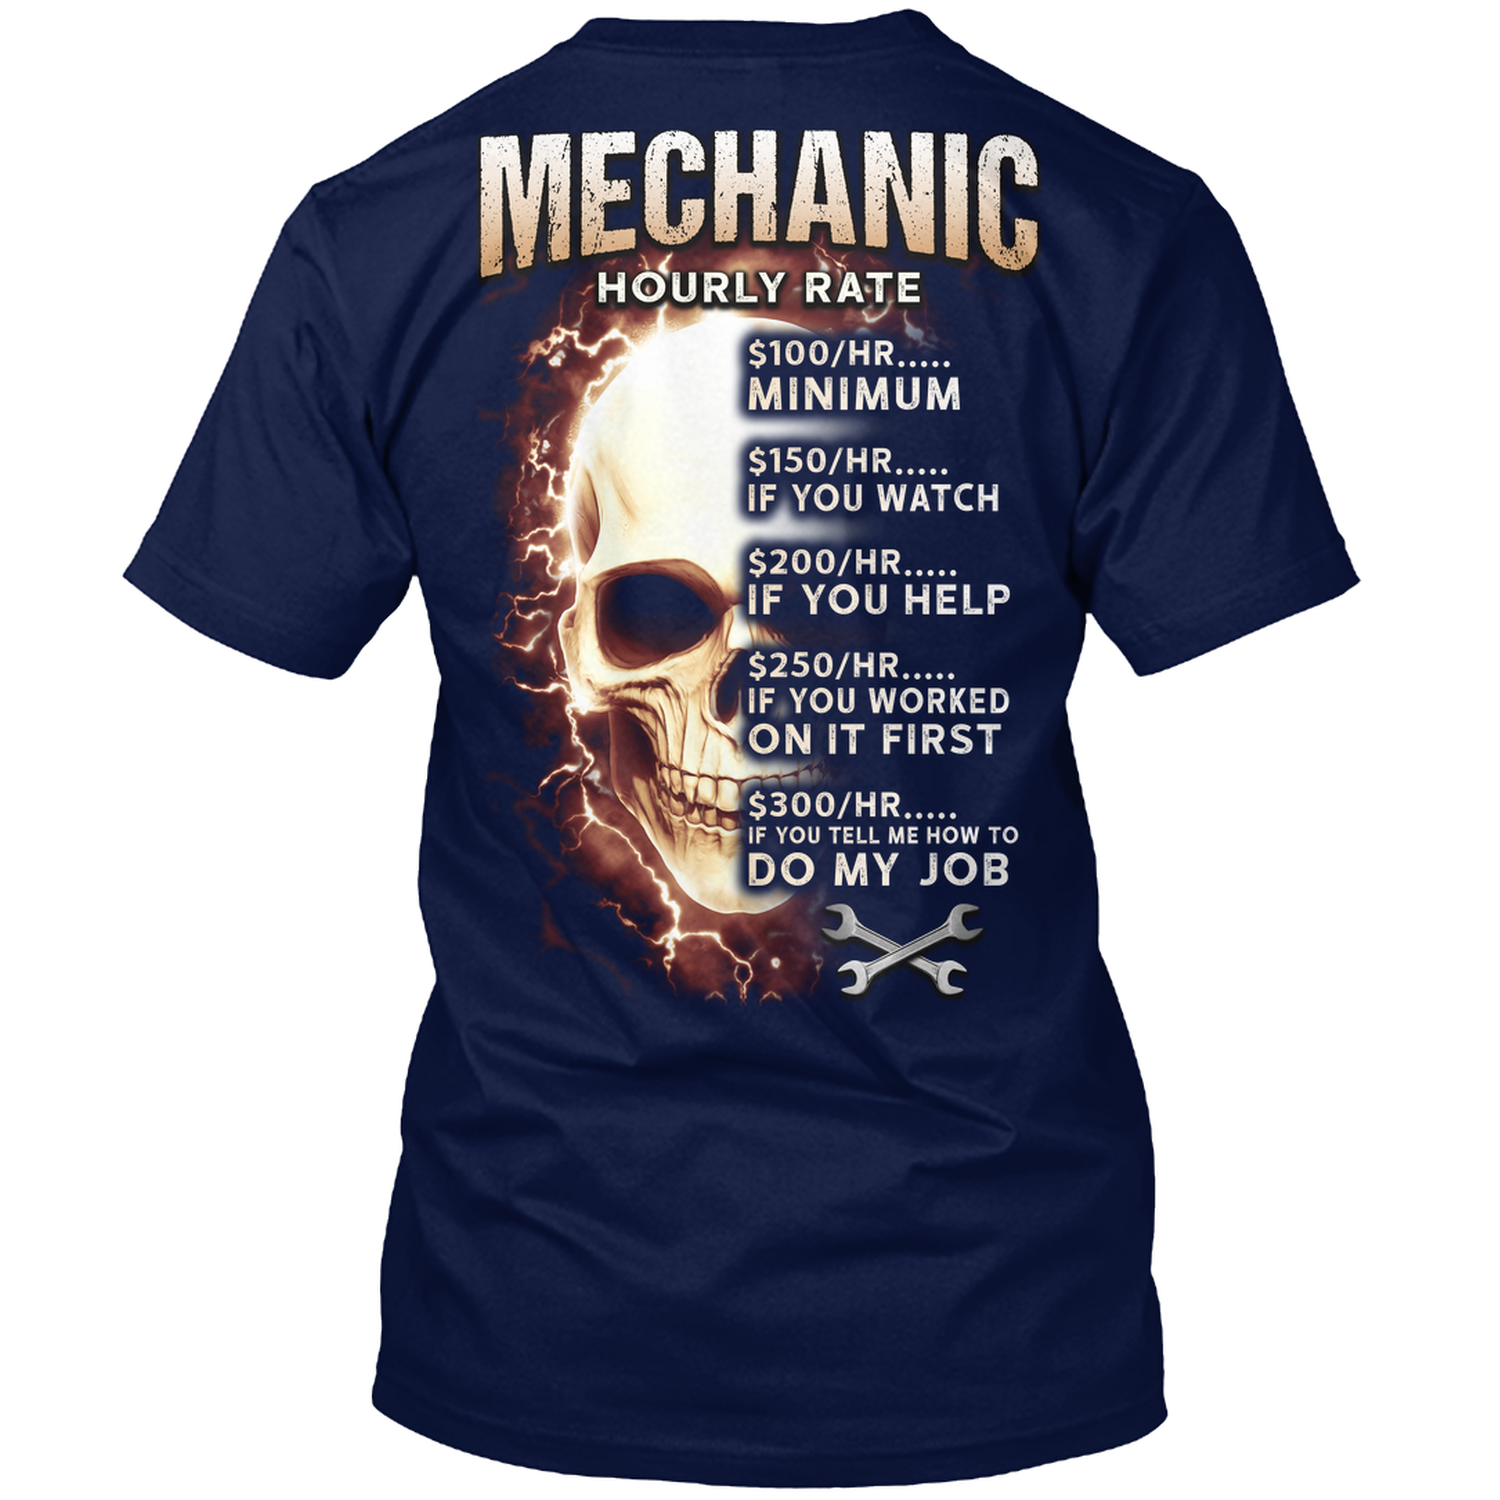 MECHANIC
HOURLY RATE
$100/HR.....
MINIMUM
$150/HR.....
IF YOU WATCH
$200/HR.....
IF YOU HELP
$250/HR.....
IF YOU WORKED
ON IT FIRST
$300/HR.....
IF YOU TELL ME HOW TO
DO MY JOB